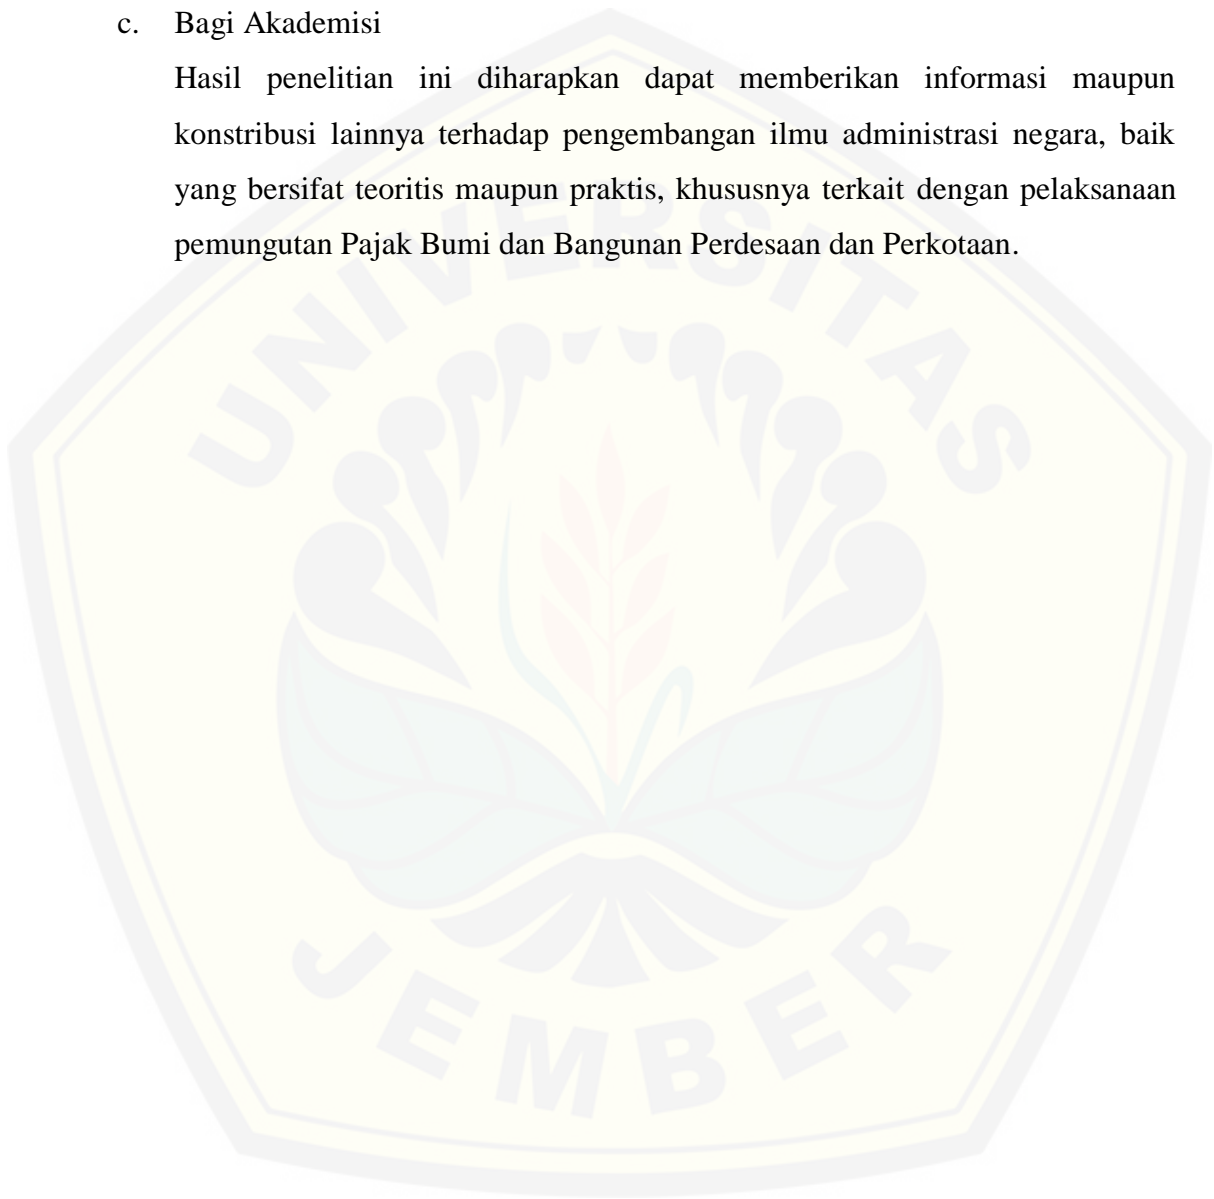 c. Bagi Akademisi
Hasil penelitian ini diharapkan dapat memberikan informasi maupun
konstribusi lainnya terhadap pengembangan ilmu administrasi negara, baik
yang bersifat teoritis maupun praktis, khususnya terkait dengan pelaksanaan
pemungutan Pajak Bumi dan Bangunan Perdesaan dan Perkotaan.
UNIVERSITAS
JEMBER